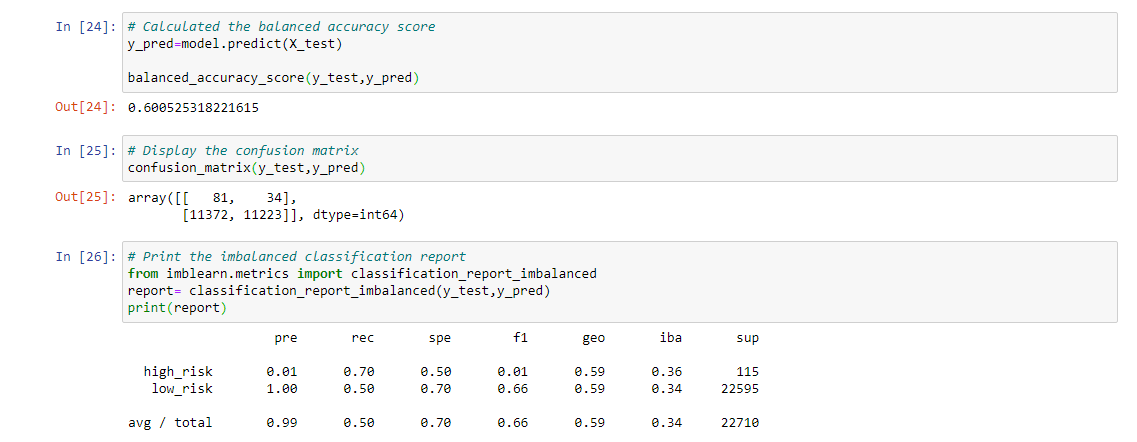 In [24]: # Calculated the balanced accuracy score
y_pred=model.predict(X_test)
balanced_accuracy_score(y_test,y_pred)
Out[24]: 0.600525318221615
In [25]: # Display the confusion matrix
confusion_matrix(y_test,y_pred)
Out[25]: array([[   81,    34],
       [11372, 11223]], dtype=int64)
In [26]: # Print the imbalanced classification report
from imblearn.metrics import classification_report_imbalanced
report= classification_report_imbalanced(y_test,y_pred)
print(report)
pre rec spe f1 geo iba sup
high_risk 0.01 0.70 0.50 0.01 0.59 0.36 115
low_risk 1.00 0.50 0.70 0.66 0.59 0.34 22595
avg / total 0.99 0.50 0.70 0.66 0.59 0.34 22710